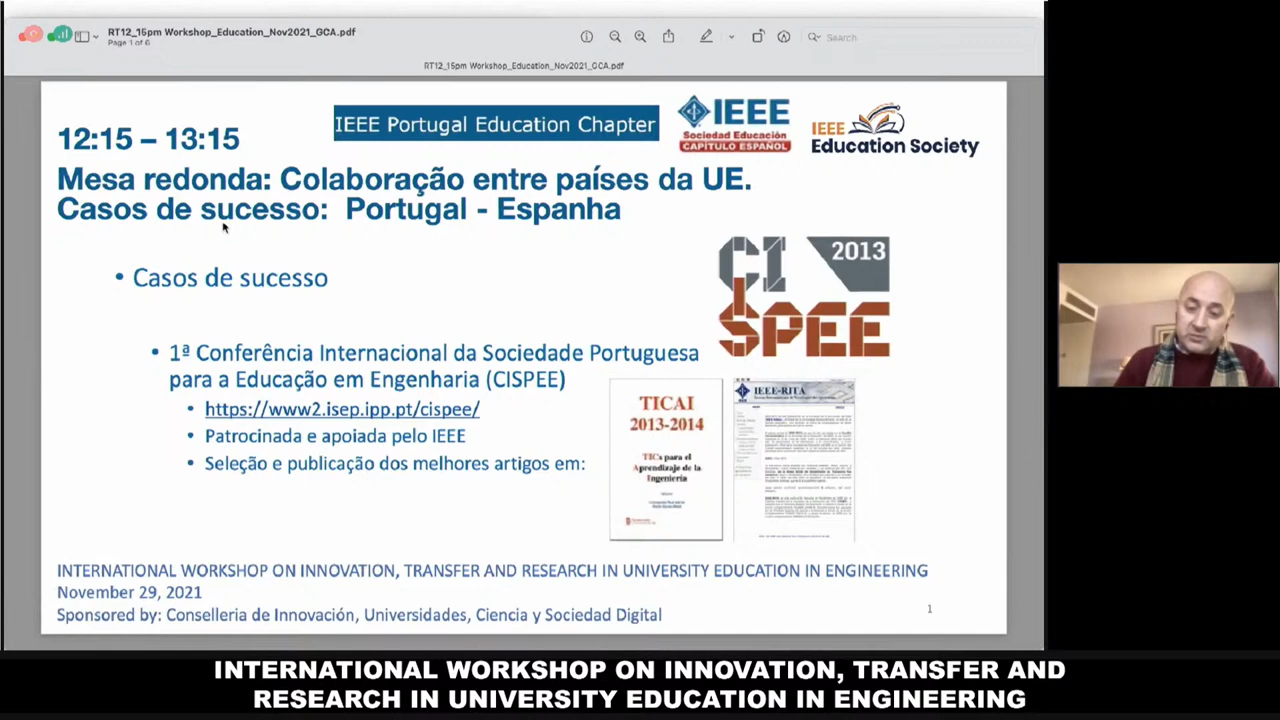 RT12_15pm Workshop_Education_Nov2021_GCA.pdf
Page 1 of 6
Search
RT12_15pm Workshop_Education_Nov2021_GCA.pdf
12:15 – 13:15
IEEE Portugal Education Chapter
IEEE
Sociedad Educación
CAPÍTULO ESPAÑOL
IEEE
Education Society
Mesa redonda: Colaboração entre países da UE.
Casos de sucesso: Portugal - Espanha
• Casos de sucesso
CI 2013
SPEE
• 1ª Conferência Internacional da Sociedade Portuguesa
para a Educação em Engenharia (CISPEE)
• https://www2.isep.ipp.pt/cispee/
• Patrocinada e apoiada pelo IEEE
• Seleção e publicação dos melhores artigos em:
TICAI
2013-2014
TICs para el
Aprendizaje de la
Ingeniería
IEEE-RITA
INTERNATIONAL WORKSHOP ON INNOVATION, TRANSFER AND RESEARCH IN UNIVERSITY EDUCATION IN ENGINEERING
November 29, 2021
Sponsored by: Conselleria de Innovación, Universidades, Ciencia y Sociedad Digital
1
INTERNATIONAL WORKSHOP ON INNOVATION, TRANSFER AND
RESEARCH IN UNIVERSITY EDUCATION IN ENGINEERING